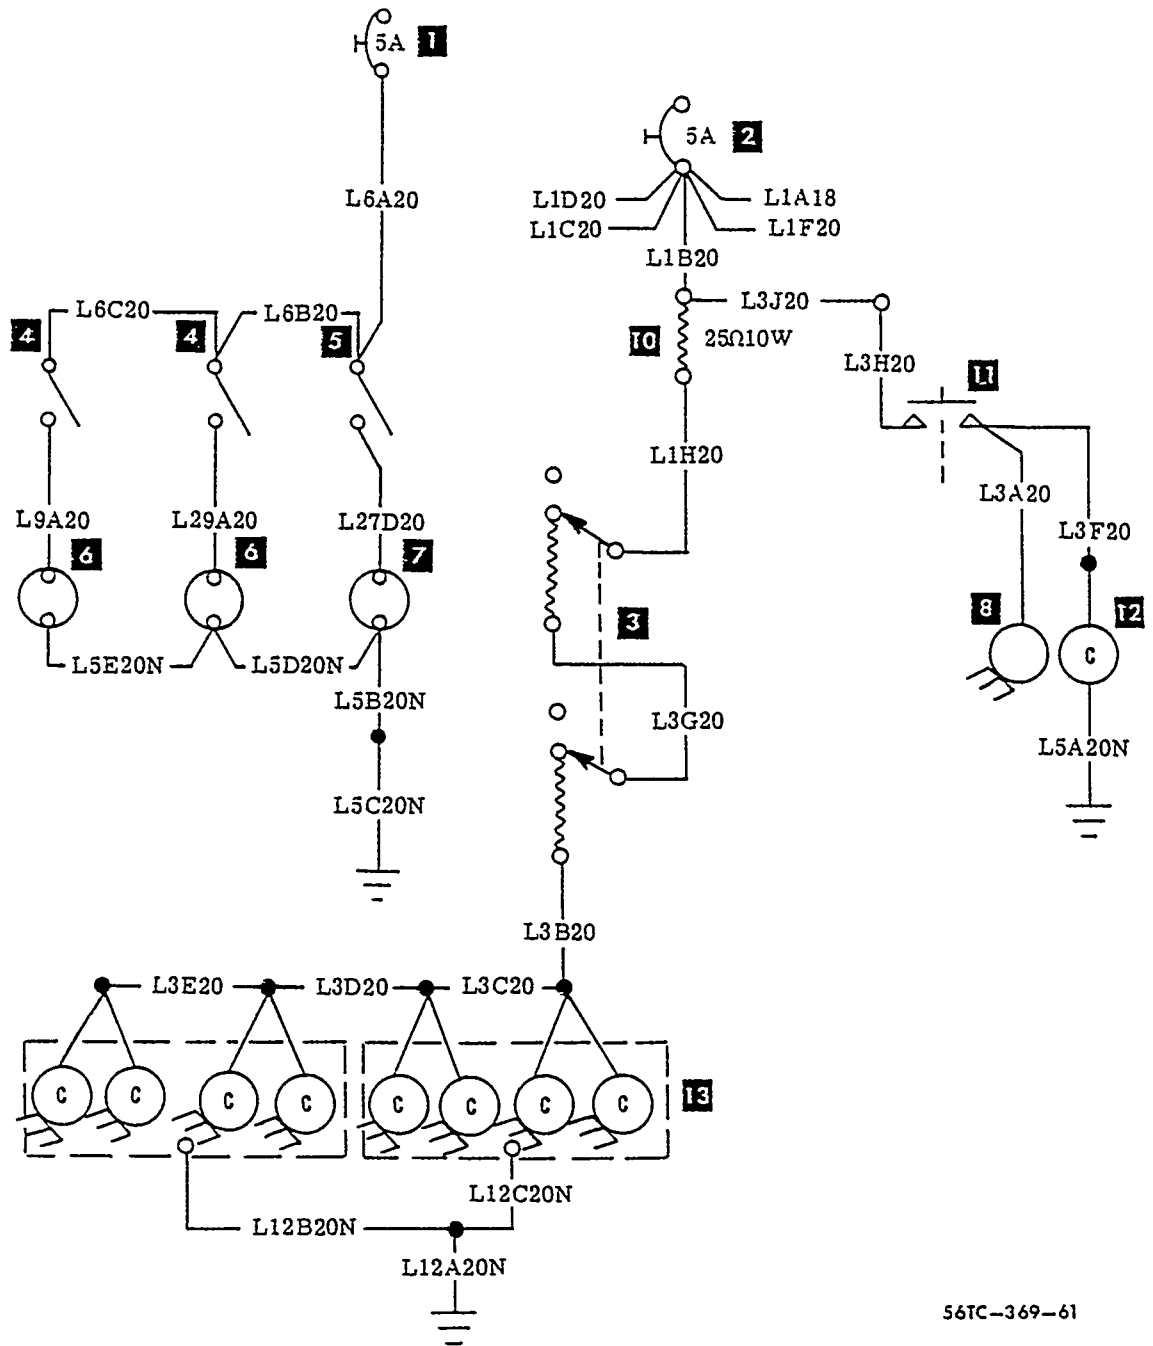 5A 1
5A 2
L6A20
L1D20 L1A18
L1C20 L1F20
L1B20
L6C20 L6B20 L3J20
4 4 5 10 25Ω10W
L3H20
11
L1H20
L3A20
L9A20 L29A20 L27D20
L3F20
6 6 7
8 12
3
C
L5E20N L5D20N
L5B20N
L3G20
L5A20N
L5C20N
L3B20
L3E20 L3D20 L3C20
C C C C C C C C 13
L12C20N
L12B20N
L12A20N
56TC-369-61